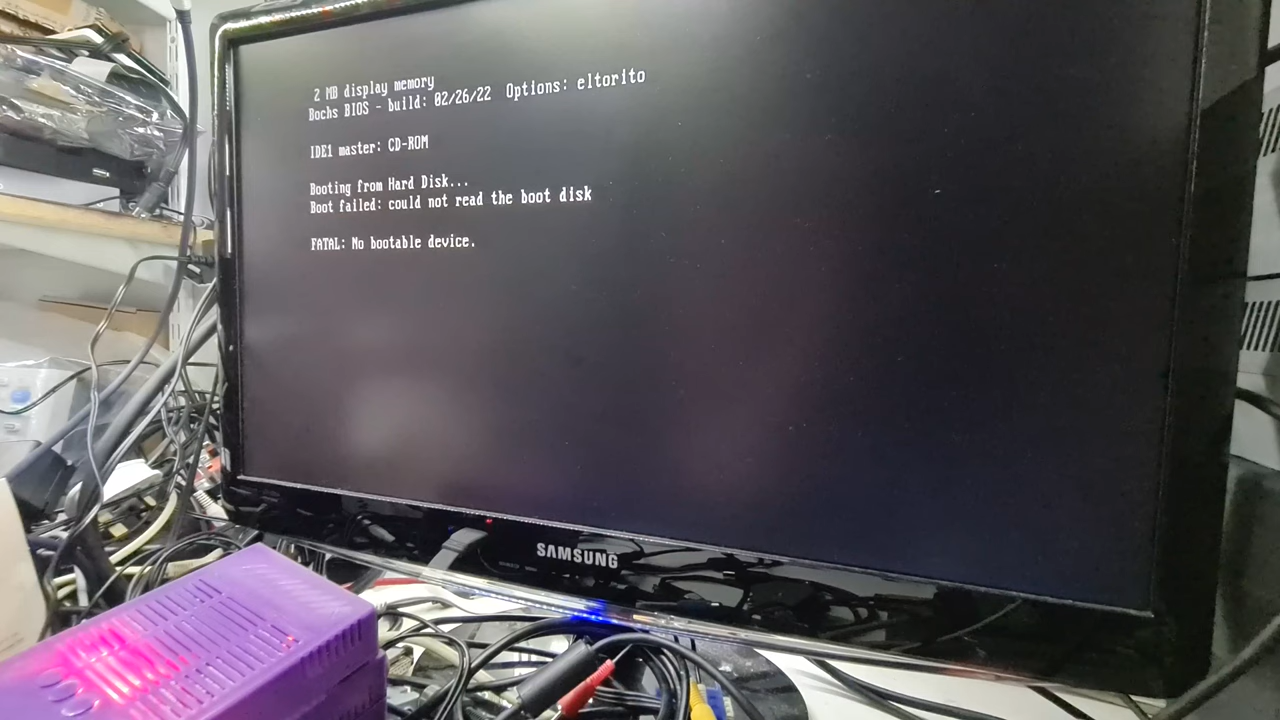 2 MB display memory
Bochs BIOS - build: 02/26/22  Options: eltorito
IDE1 master: CD-ROM
Booting from Hard Disk...
Boot failed: could not read the boot disk
FATAL: No bootable device.
SAMSUNG